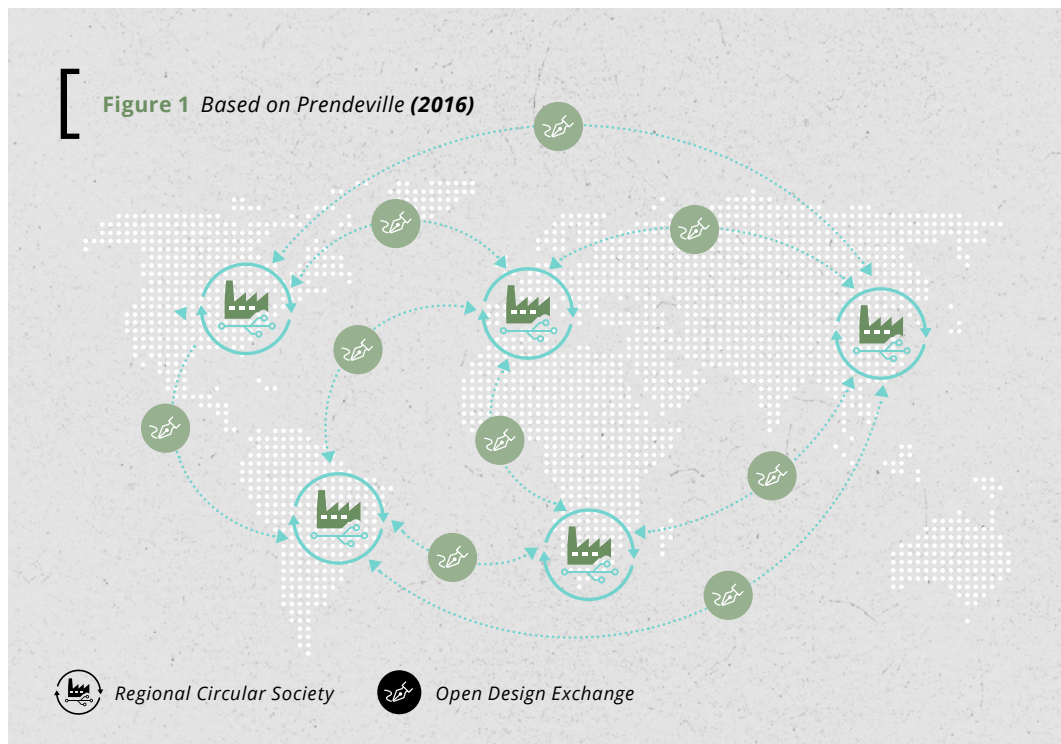 Figure 1 Based on Prendeville (2016)
Regional Circular Society
Open Design Exchange